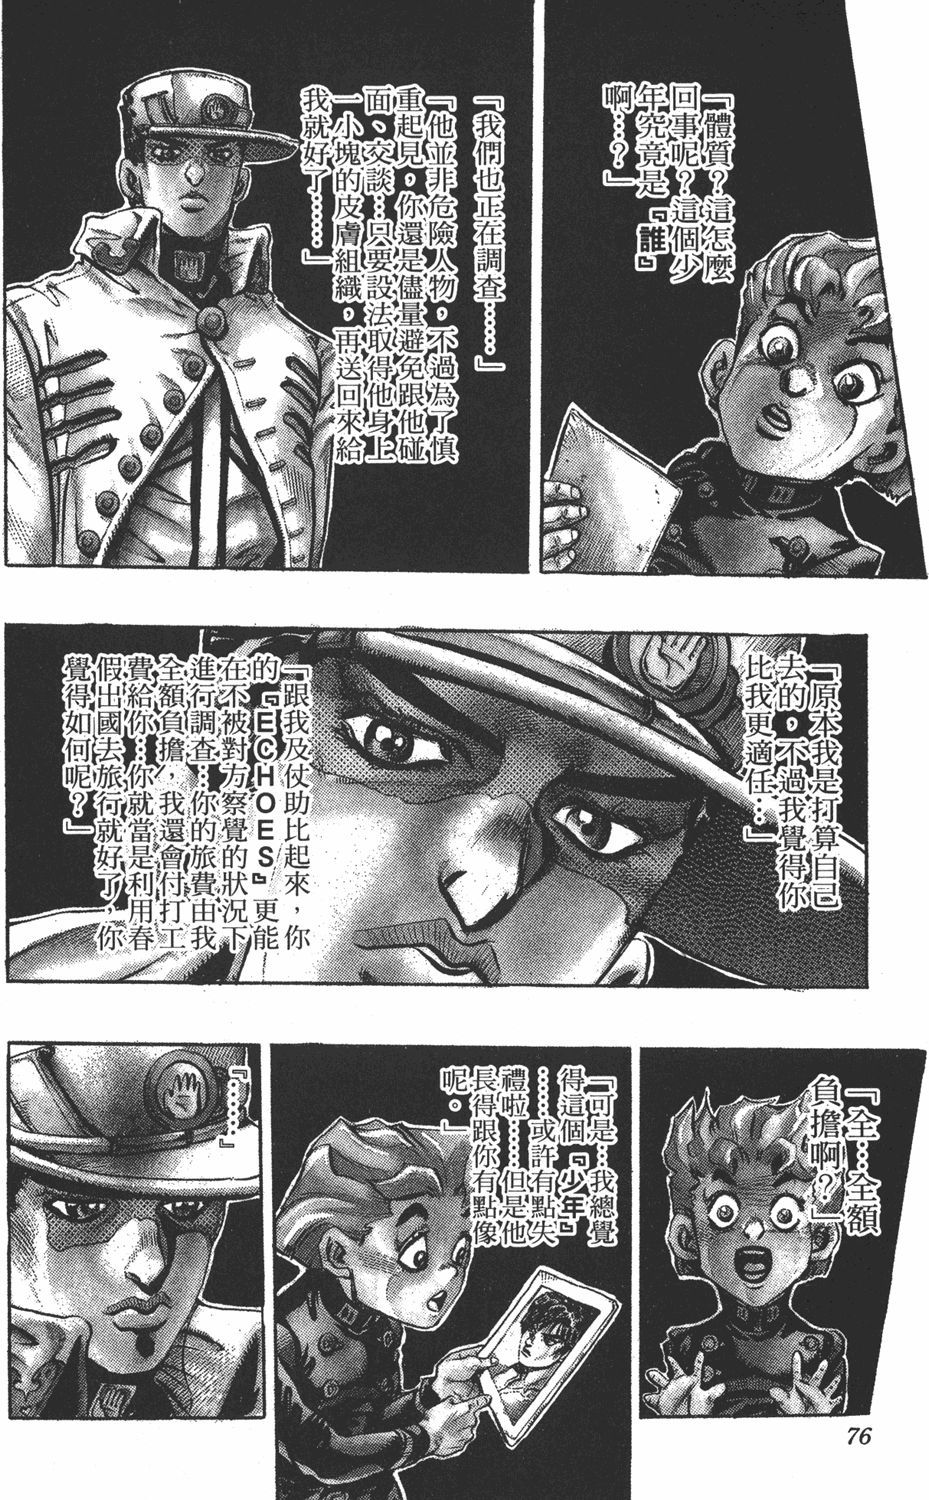 「體質？這怎麼
回事呢？這個少
年究竟是『誰』
啊…？」
「我們也正在調查……」
「他並非危險人物，不過為了慎
重起見，你還是儘量避免跟他碰
面、交談…只要設法取得他身上
一小塊的皮膚組織，再送回來給
我就好了……」
「原本我是打算自己
去的，不過我覺得你
比我更適任…」
「跟我及仗助比起來，你
的『ECHOES』更能
在不被對方察覺的狀況下
進行調查…你的旅費由我
全額負擔，我還會付打工
費給你…你就當是利用春
假出國去旅行就好了，你
覺得如何呢？」
「全…全額
負擔啊？」
「可是…我總覺
得這個『少年』
……或許有點失
禮啦……但是他
長得跟你有點像
呢。」
『……』
76